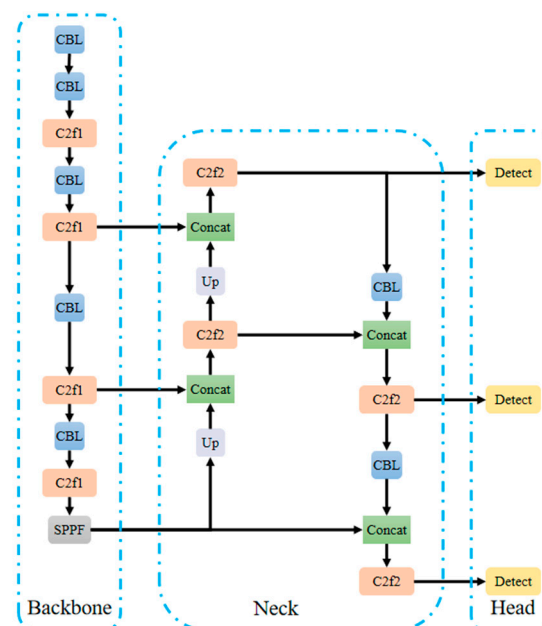 CBL
CBL
C2f1
CBL
C2f1
CBL
C2f1
CBL
C2f1
SPPF
Backbone
C2f2
Concat
Up
C2f2
Concat
Up
CBL
Concat
C2f2
CBL
Concat
C2f2
Neck
Detect
Detect
Detect
Head